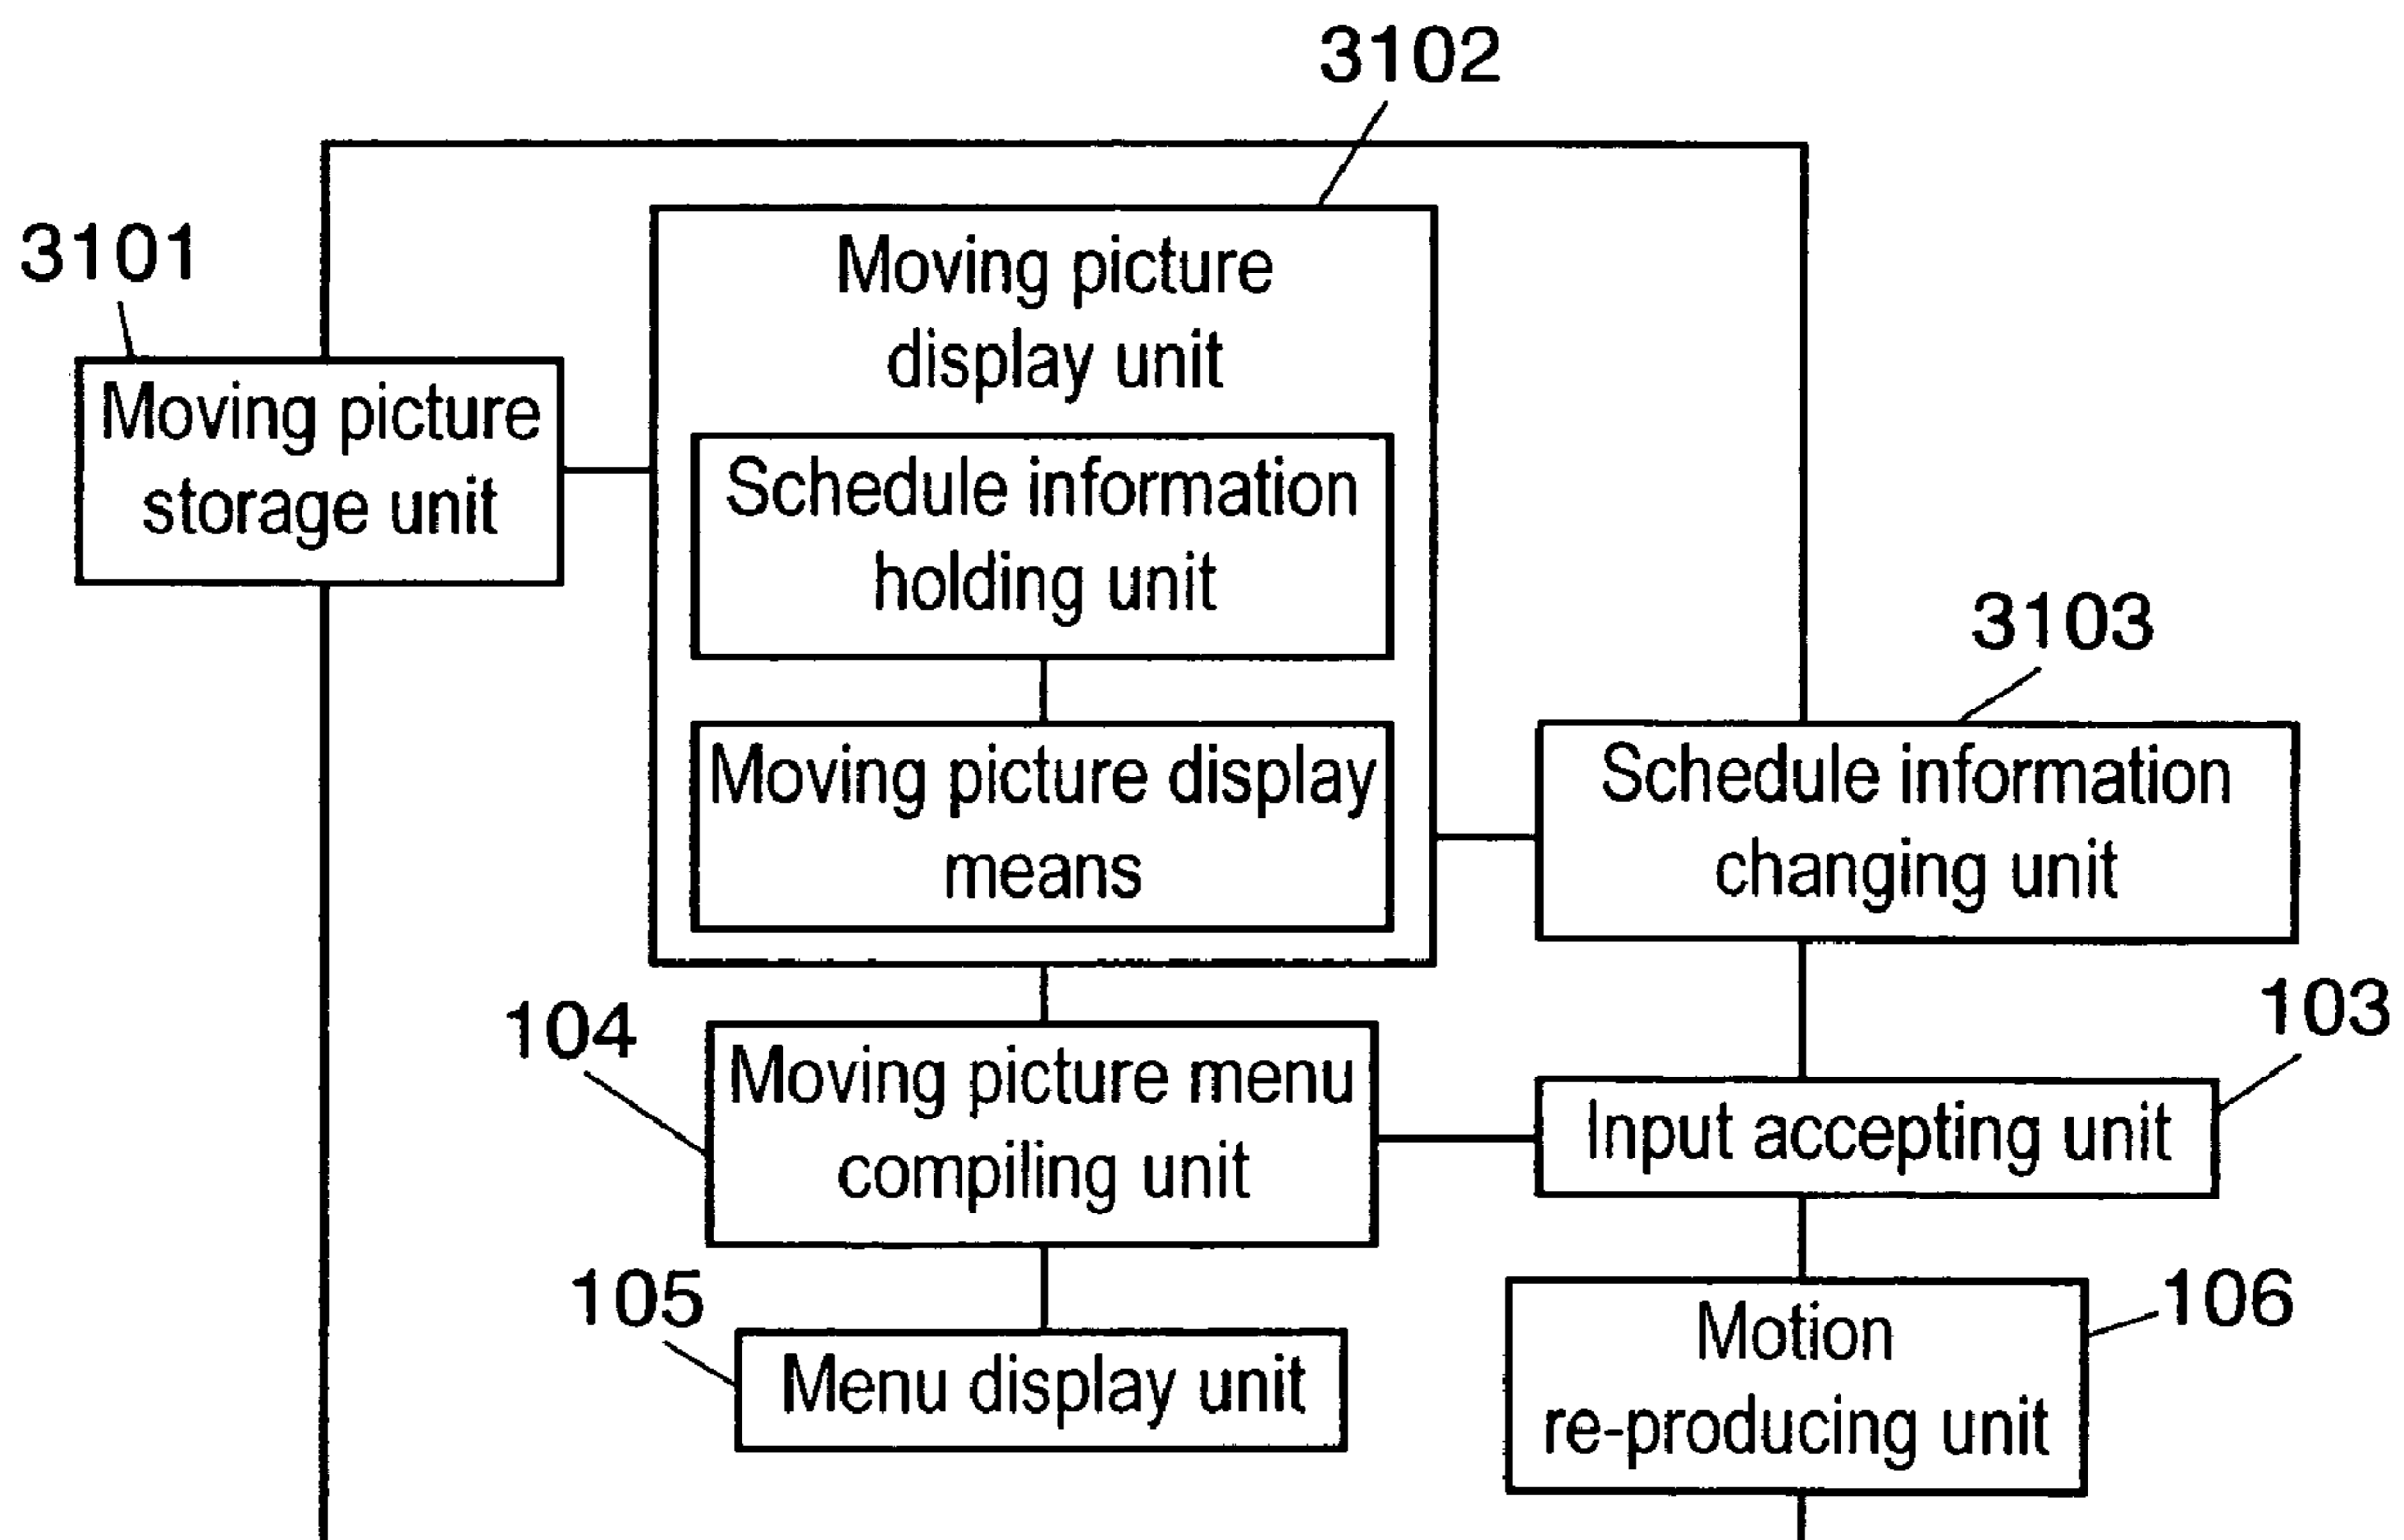 3102
3101
Moving picture
display unit
Moving picture
storage unit
Schedule information
holding unit
3103
Moving picture display
means
Schedule information
changing unit
104
103
Moving picture menu
compiling unit
Input accepting unit
105
106
Menu display unit
Motion
re-producing unit